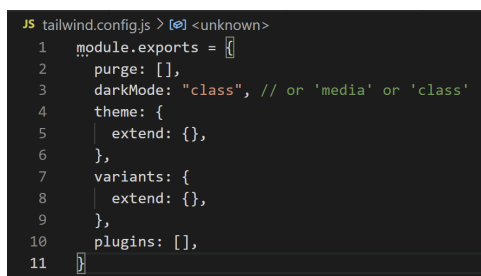 JS tailwind.config.js > <unknown>
1 module.exports = {
2   purge: [],
3   darkMode: "class", // or 'media' or 'class'
4   theme: {
5     extend: {},
6   },
7   variants: {
8     extend: {},
9   },
10   plugins: [],
11 }